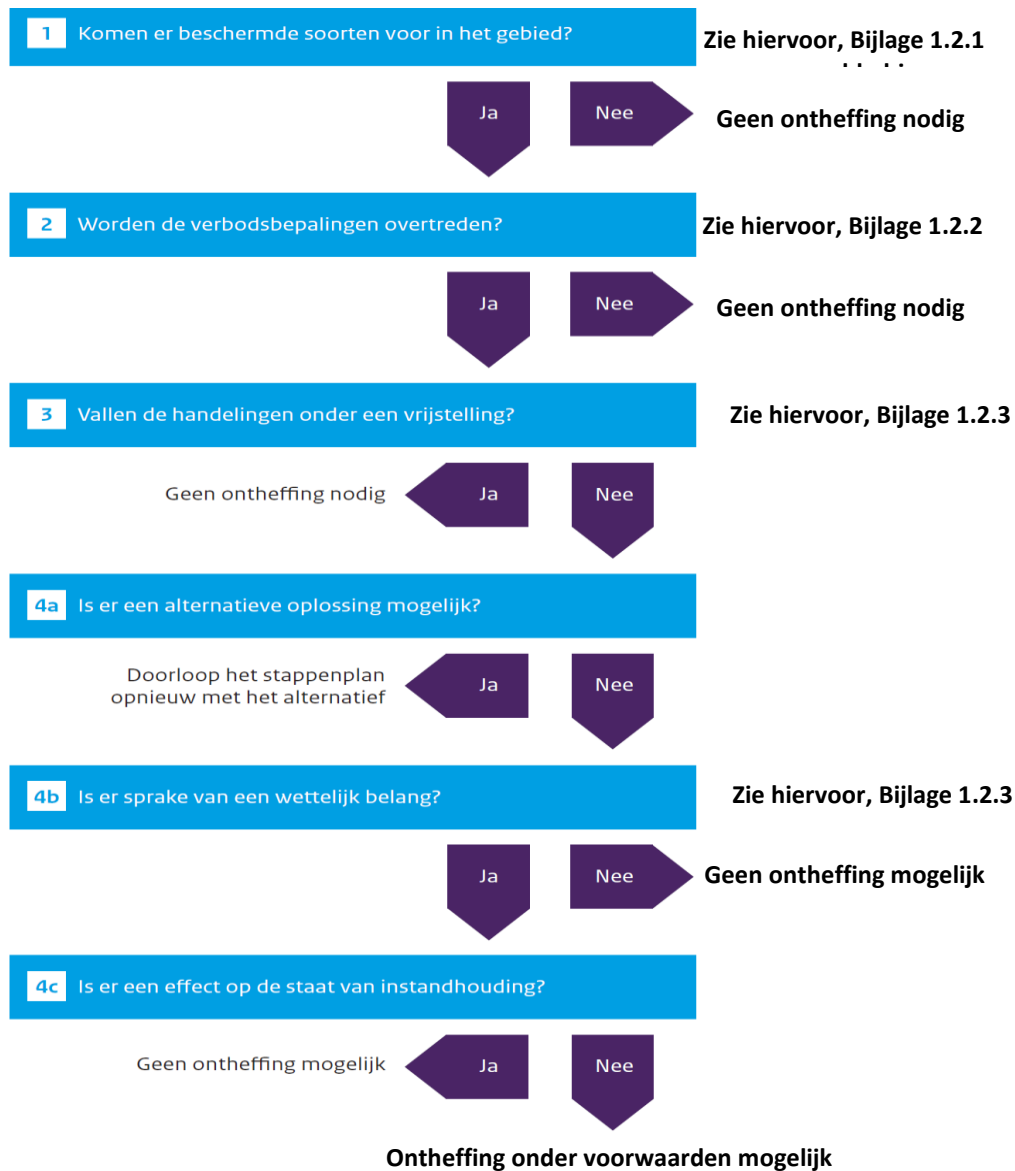 1 Komen er beschermde soorten voor in het gebied?
Zie hiervoor, Bijlage 1.2.1
Ja
Nee
Geen ontheffing nodig
2 Worden de verbodsbepalingen overtreden?
Zie hiervoor, Bijlage 1.2.2
Ja
Nee
Geen ontheffing nodig
3 Vallen de handelingen onder een vrijstelling?
Zie hiervoor, Bijlage 1.2.3
Geen ontheffing nodig
Ja
Nee
4a Is er een alternatieve oplossing mogelijk?
Doorloop het stappenplan
opnieuw met het alternatief
Ja
Nee
4b Is er sprake van een wettelijk belang?
Zie hiervoor, Bijlage 1.2.3
Ja
Nee
Geen ontheffing mogelijk
4c Is er een effect op de staat van instandhouding?
Geen ontheffing mogelijk
Ja
Nee
Ontheffing onder voorwaarden mogelijk